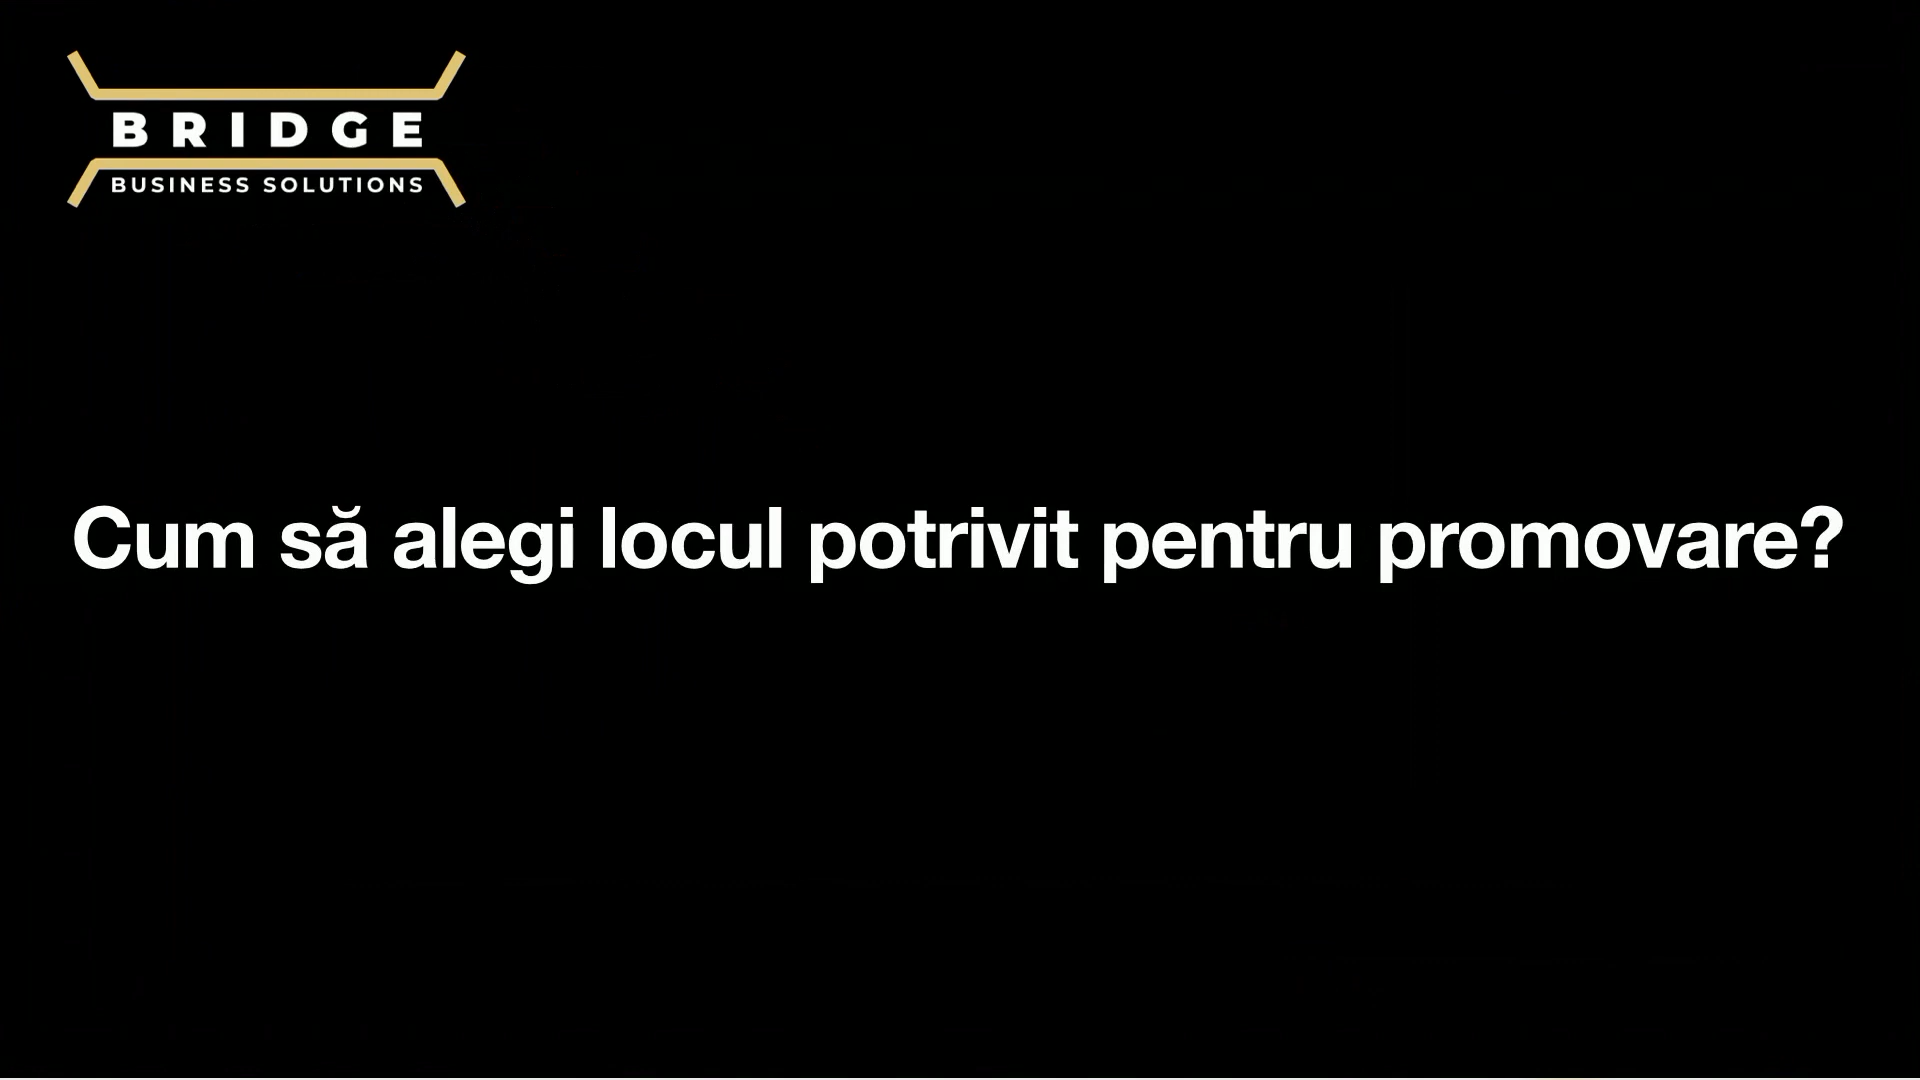 BRIDGE
BUSINESS SOLUTIONS
Cum să alegi locul potrivit pentru promovare?